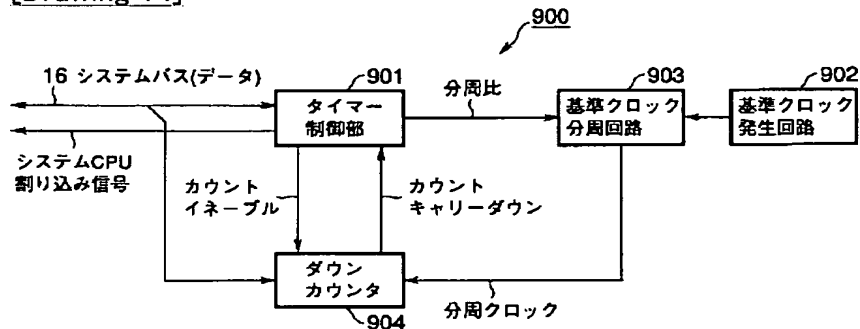 900
16 システムバス(データ)
901
タイマー
制御部
分周比
903
基準クロック
分周回路
902
基準クロック
発生回路
システムCPU
割り込み信号
カウント
イネーブル
カウント
キャリーダウン
ダウン
カウンタ
904
分周クロック